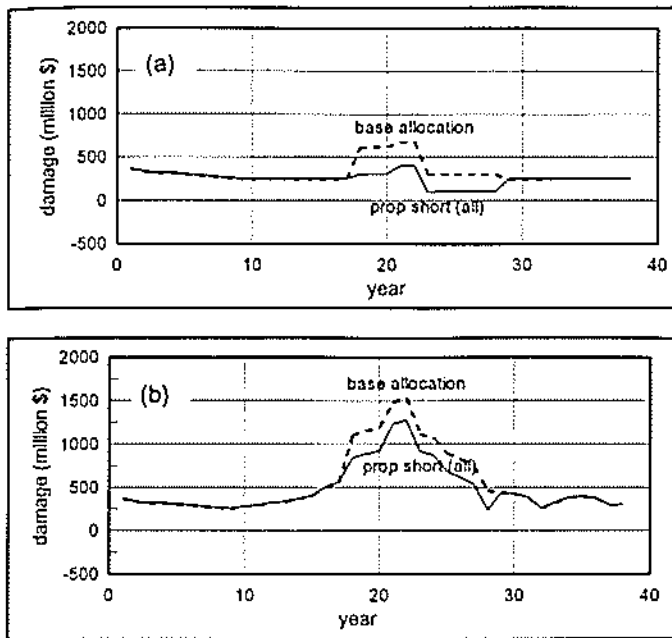 2000
(a)
1500
1000
base allocation
500
0
prop short (all)
-500
damage (million $)
0 10 20 30 40
year
2000
base allocation
1500
(b)
1000
prop short (all)
500
0
-500
damage (million $)
0 10 20 30 40
year